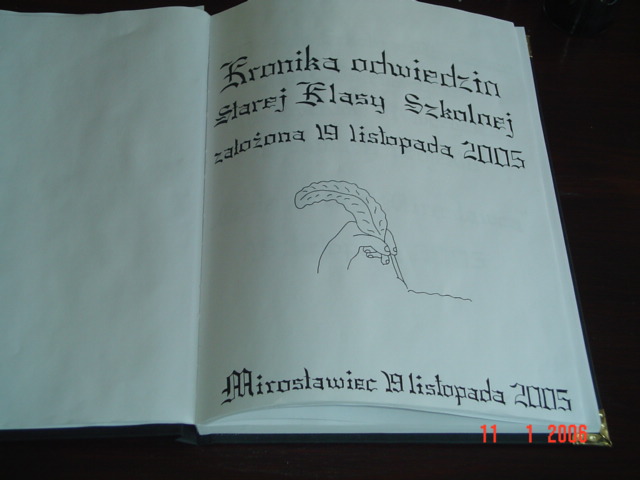 Kronika odwiedzin
Starej Klasy Szkolnej
założona 19 listopada 2005
Mirosławiec 19 listopada 2005
11 1 2006